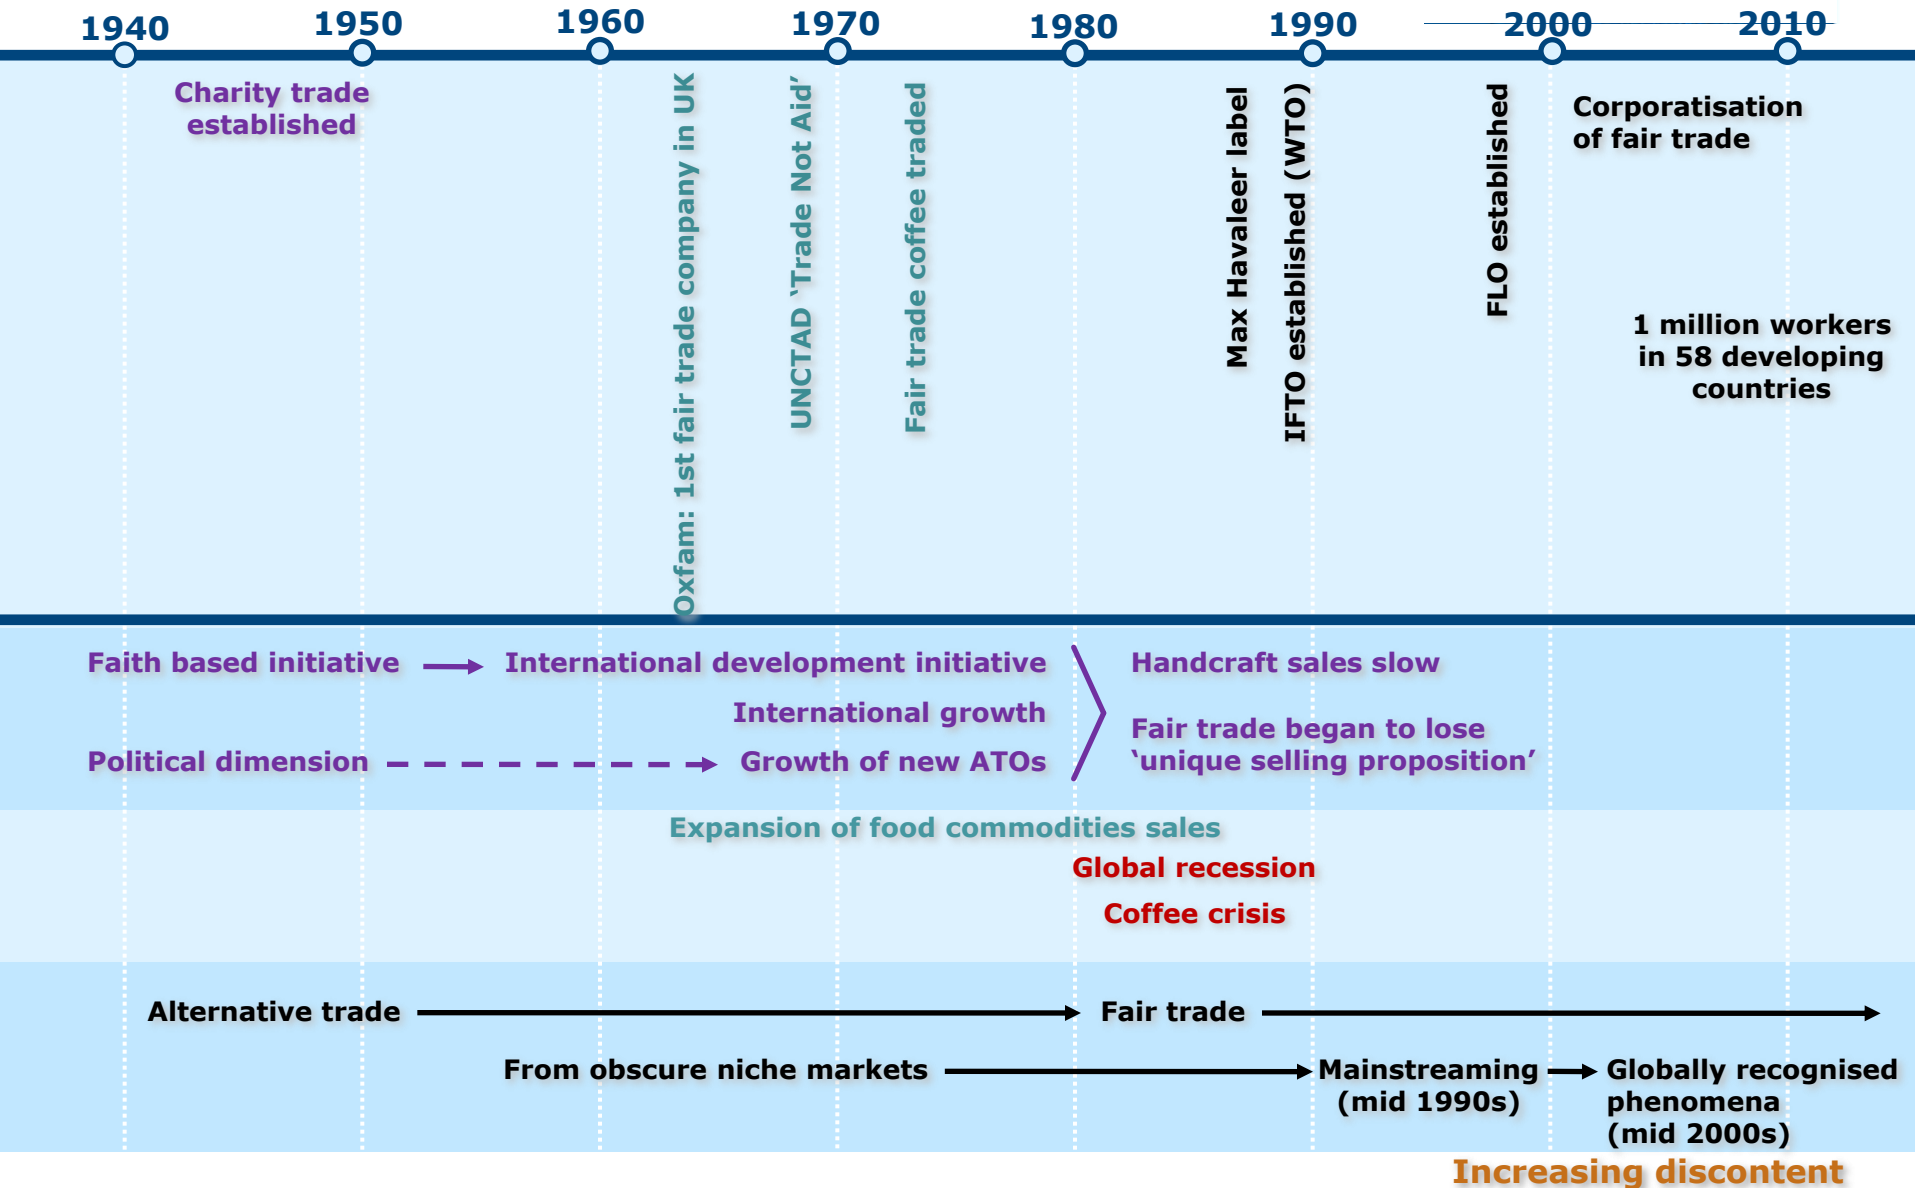 1940 1950 1960 1970 1980 1990 2000 2010
Charity trade
established
Oxfam: 1st fair trade company in UK
UNCTAD ‘Trade Not Aid’
Fair trade coffee traded
Max Havaleer label
IFTO established (WTO)
FLO established
Corporatisation
of fair trade
1 million workers
in 58 developing
countries
Faith based initiative
International development initiative
International growth
Political dimension
Growth of new ATOs
Handcraft sales slow
Fair trade began to lose
‘unique selling proposition’
Expansion of food commodities sales
Global recession
Coffee crisis
Alternative trade
Fair trade
From obscure niche markets
Mainstreaming
(mid 1990s)
Globally recognised
phenomena
(mid 2000s)
Increasing discontent